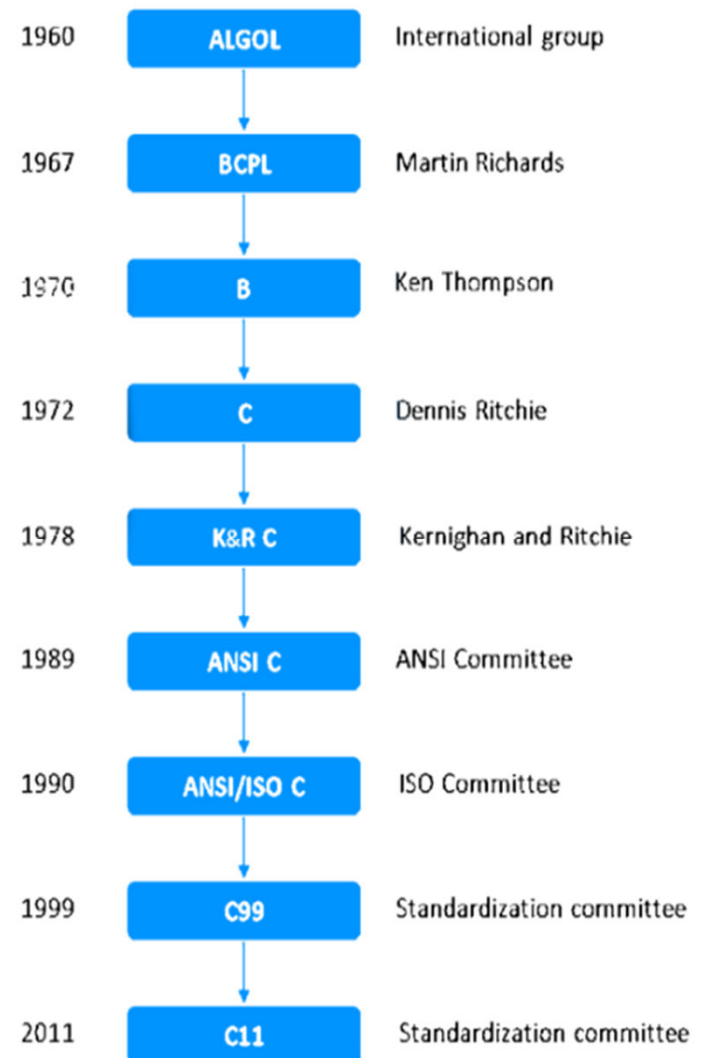 1960 ALGOL International group
1967 BCPL Martin Richards
1970 B Ken Thompson
1972 C Dennis Ritchie
1978 K&R C Kernighan and Ritchie
1989 ANSI C ANSI Committee
1990 ANSI/ISO C ISO Committee
1999 C99 Standardization committee
2011 C11 Standardization committee